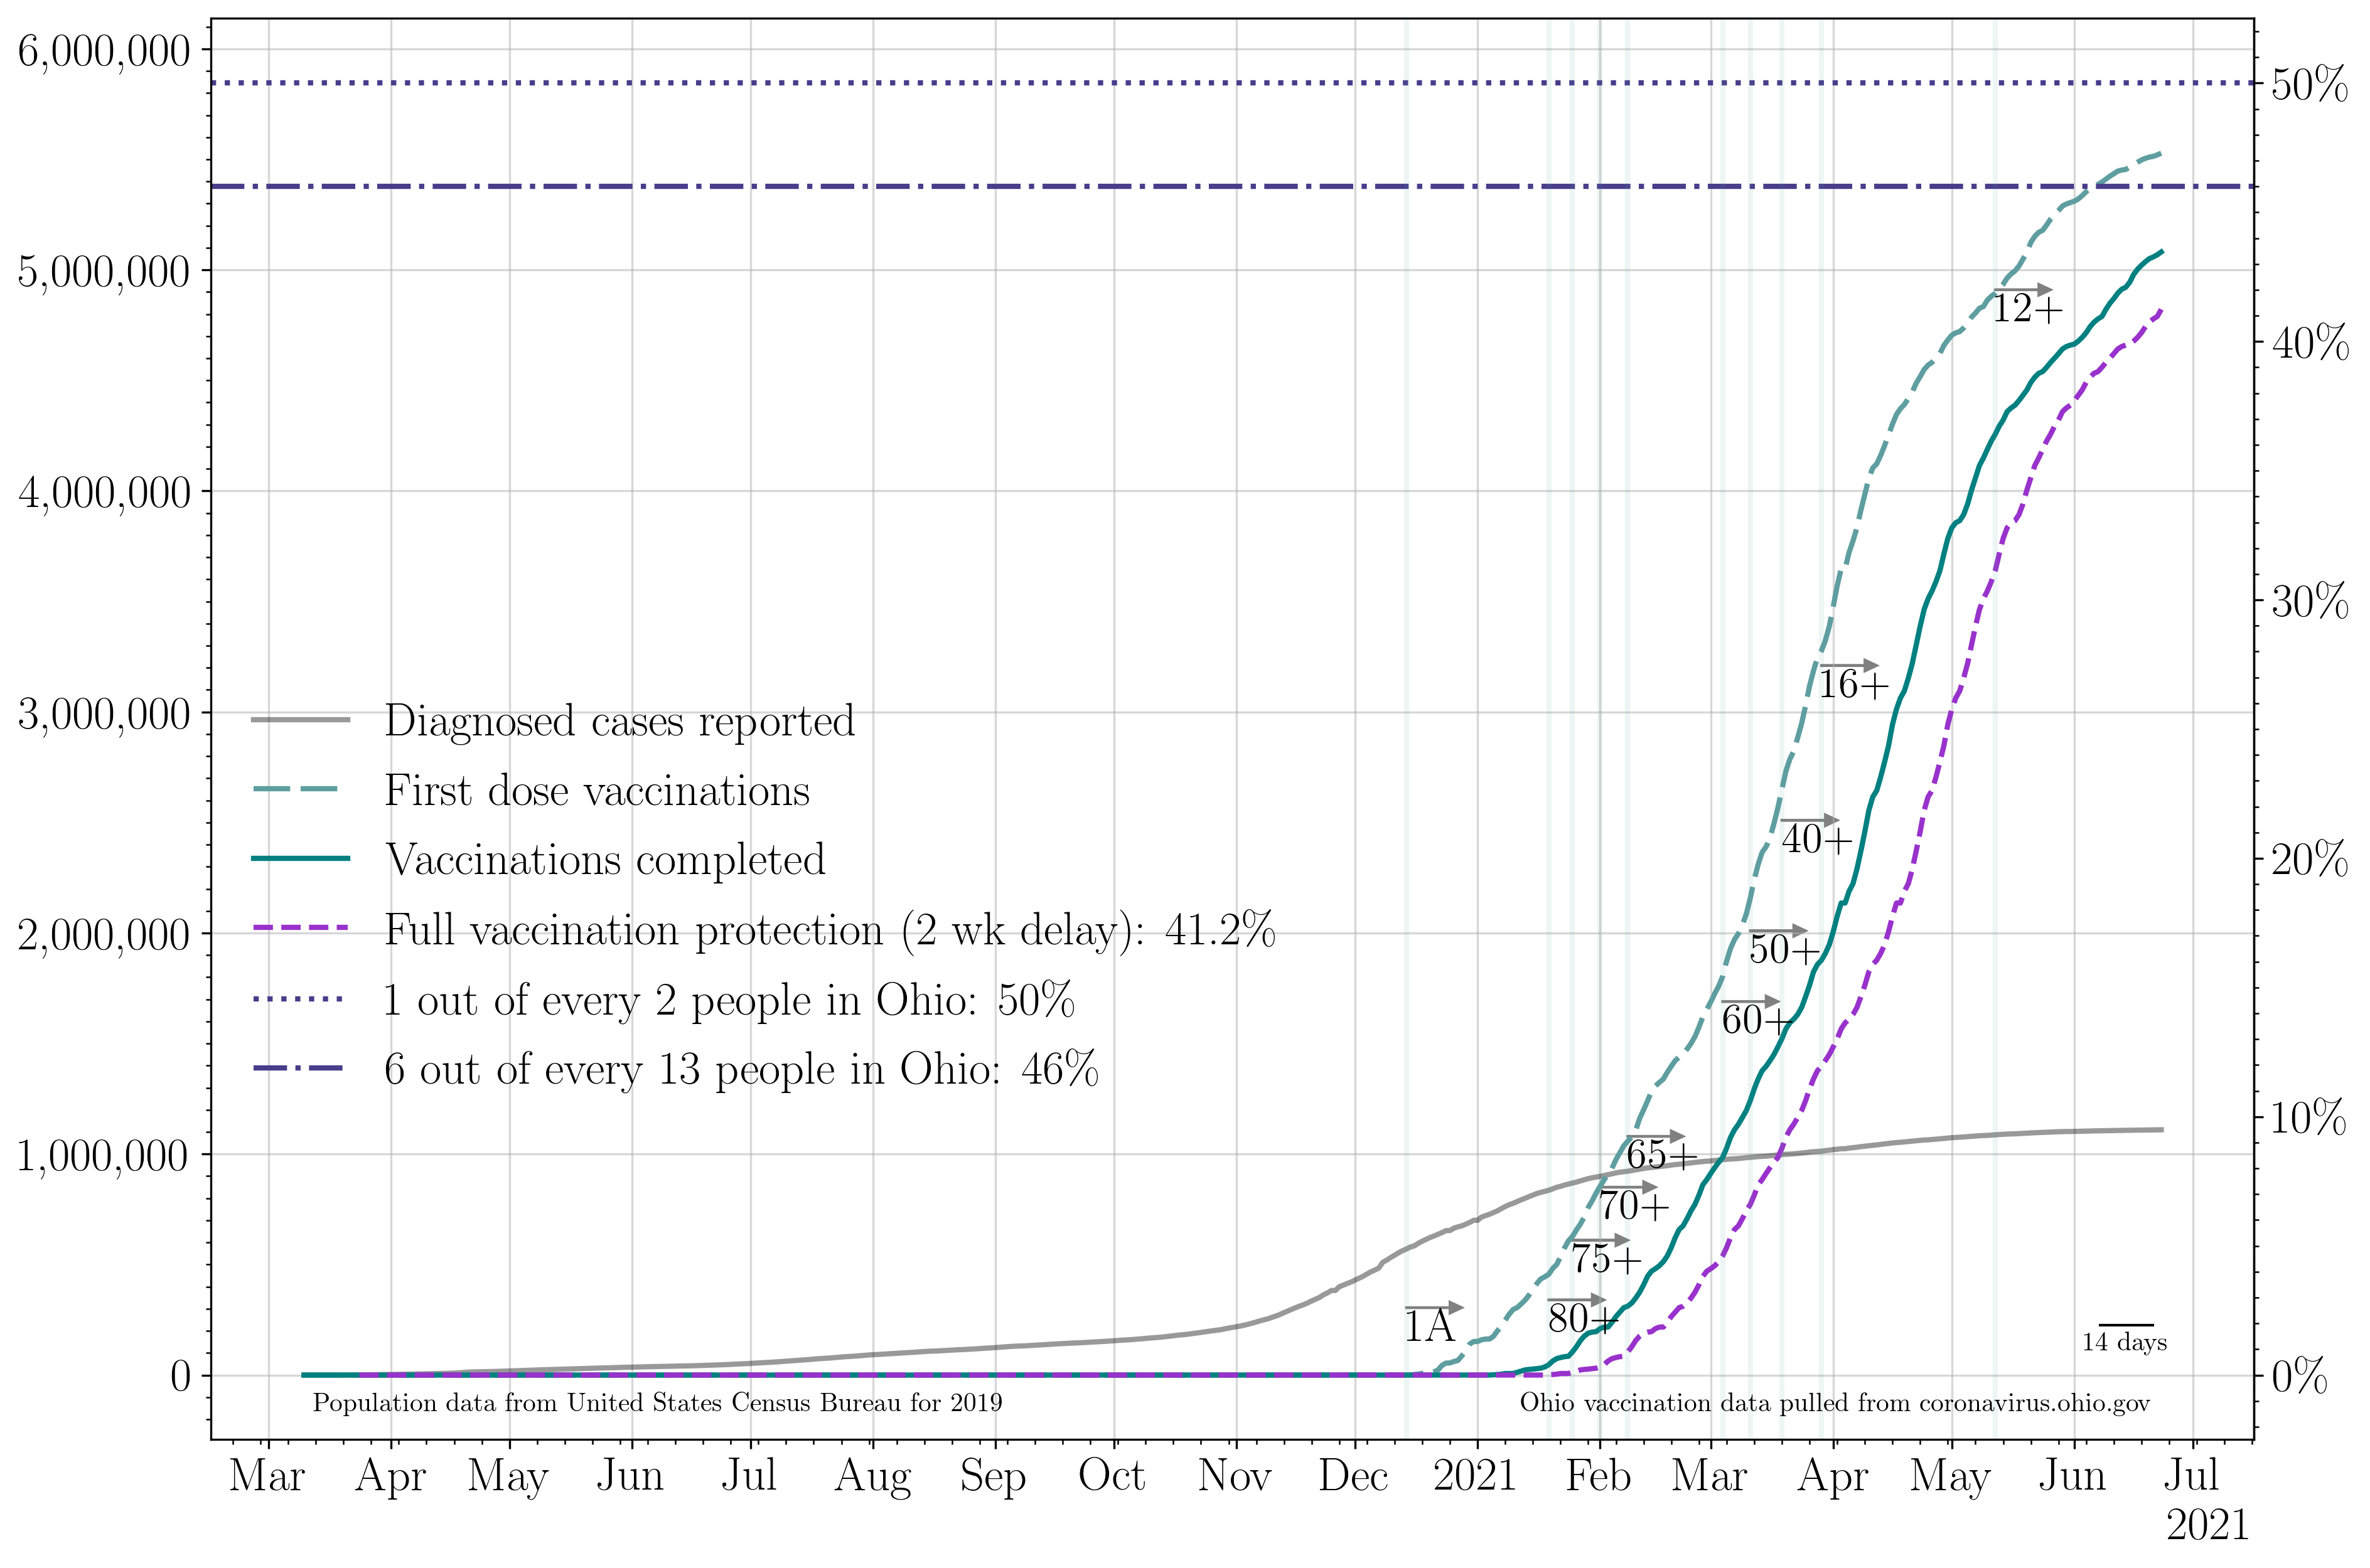 6,000,000
50%
5,000,000
12+
40%
4,000,000
30%
16+
3,000,000
Diagnosed cases reported
First dose vaccinations
40+
Vaccinations completed
20%
2,000,000
Full vaccination protection (2 wk delay): 41.2%
50+
1 out of every 2 people in Ohio: 50%
60+
6 out of every 13 people in Ohio: 46%
10%
1,000,000
65+
70+
75+
1A
80+
14 days
0
0%
Population data from United States Census Bureau for 2019
Ohio vaccination data pulled from coronavirus.ohio.gov
Mar Apr May Jun Jul Aug Sep Oct Nov Dec 2021 Feb Mar Apr May Jun Jul
2021